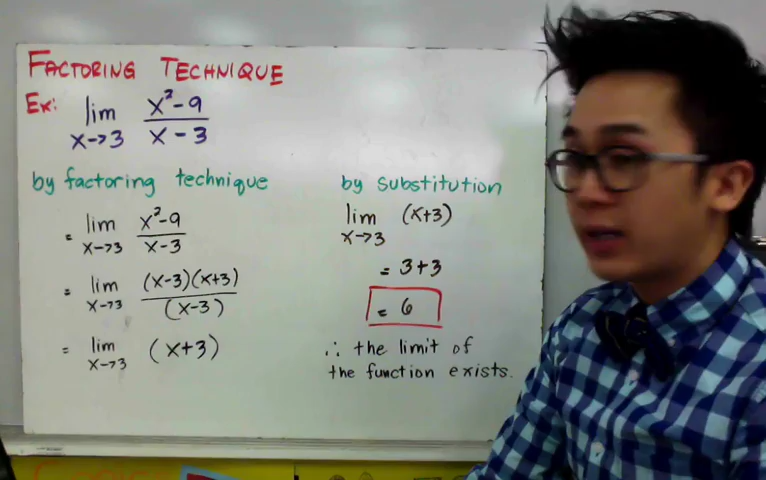 FACTORING TECHNIQUE
Ex: lim x→3 x²-9 / x-3
by factoring technique
= lim x→3 x²-9 / x-3
= lim x→3 (x-3)(x+3) / (x-3)
= lim x→3 (x+3)
by substitution
lim x→3 (x+3)
= 3+3
= 6
∴ the limit of
the function exists.